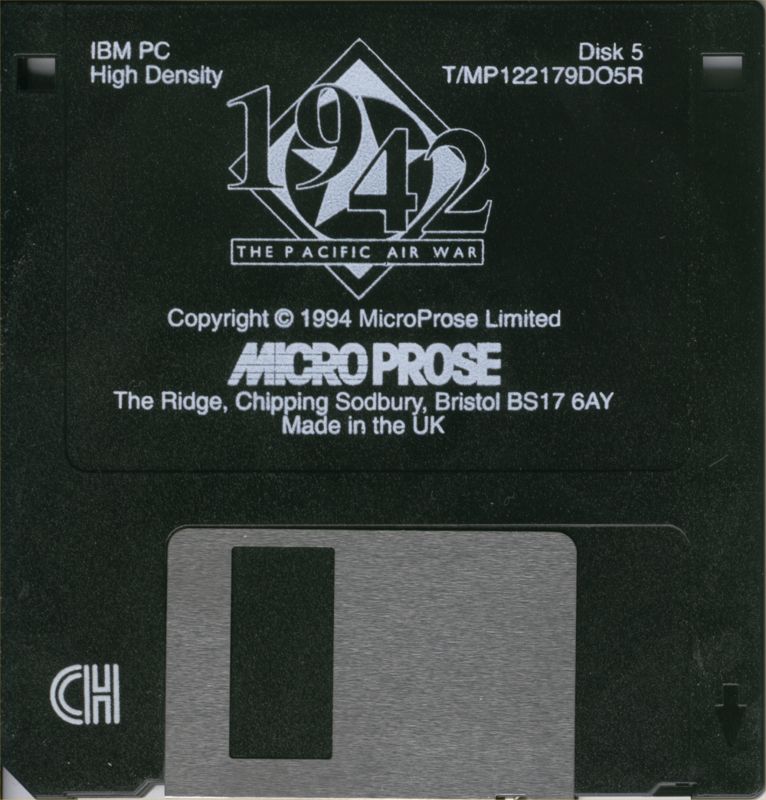 IBM PC
High Density
Disk 5
T/MP122179DO5R
1942
THE PACIFIC AIR WAR
Copyright © 1994 MicroProse Limited
MICROPROSE
The Ridge, Chipping Sodbury, Bristol BS17 6AY
Made in the UK
CH